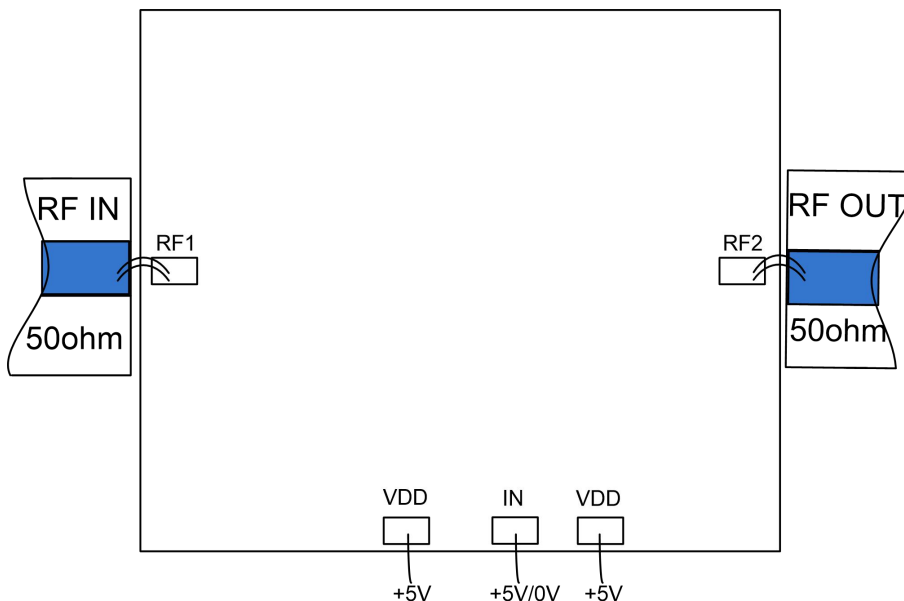 RF IN
RF OUT
RF1
RF2
50ohm
50ohm
VDD
IN
VDD
+5V
+5V/0V
+5V